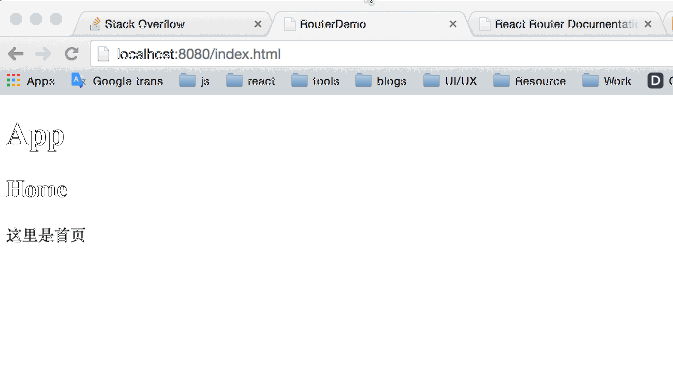 Stack Overflow
RouterDemo
React Router Documentatio
localhost:8080/index.html
Apps
Google trans
js
react
tools
blogs
UI/UX
Resource
Work
D
App
Home
这里是首页